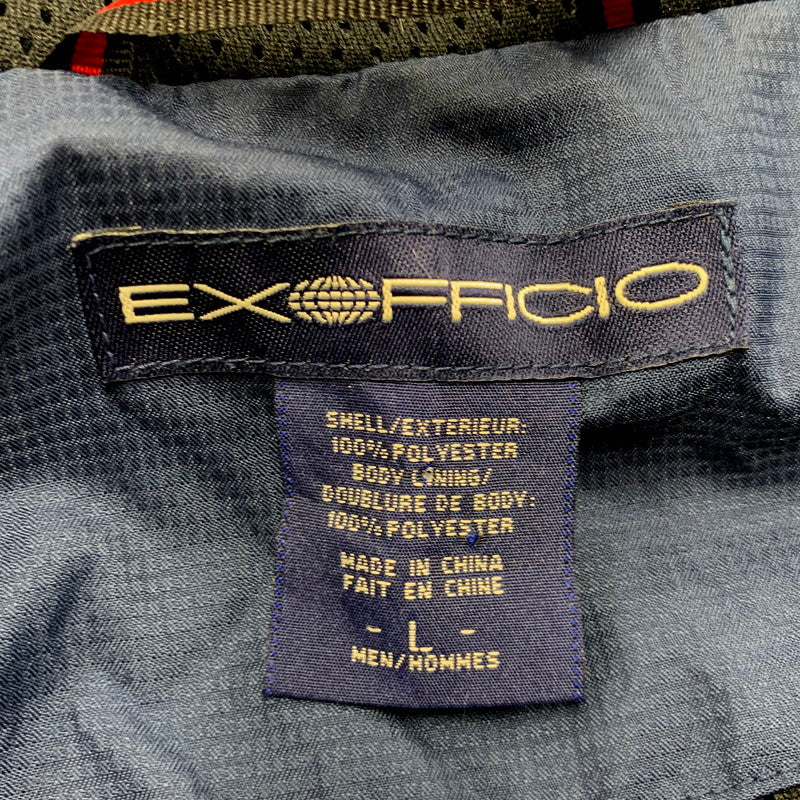 EXOFFICIO
SHELL/EXTERIEUR:
100% POLYESTER
BODY LINING/
DOUBLURE DE BODY:
100% POLYESTER
MADE IN CHINA
FAIT EN CHINE
- L -
MEN/HOMMES